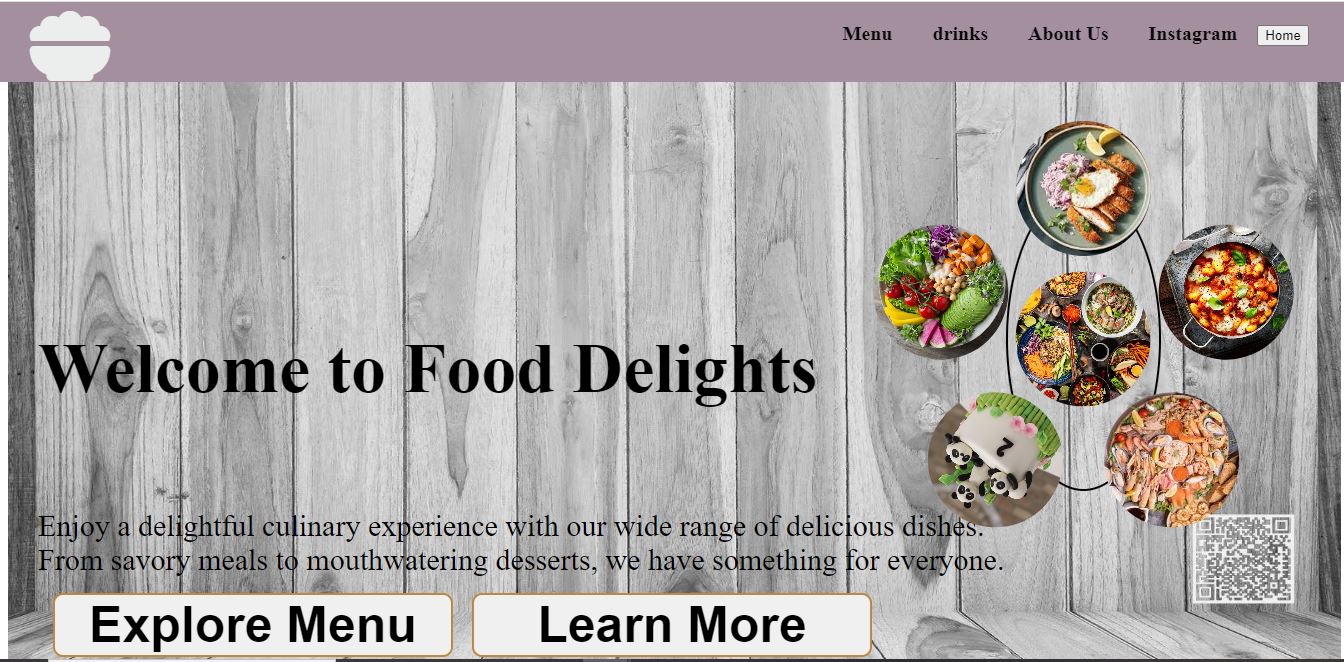 Menu drinks About Us Instagram Home
Welcome to Food Delights
Enjoy a delightful culinary experience with our wide range of delicious dishes.
From savory meals to mouthwatering desserts, we have something for everyone.
Explore Menu Learn More
2